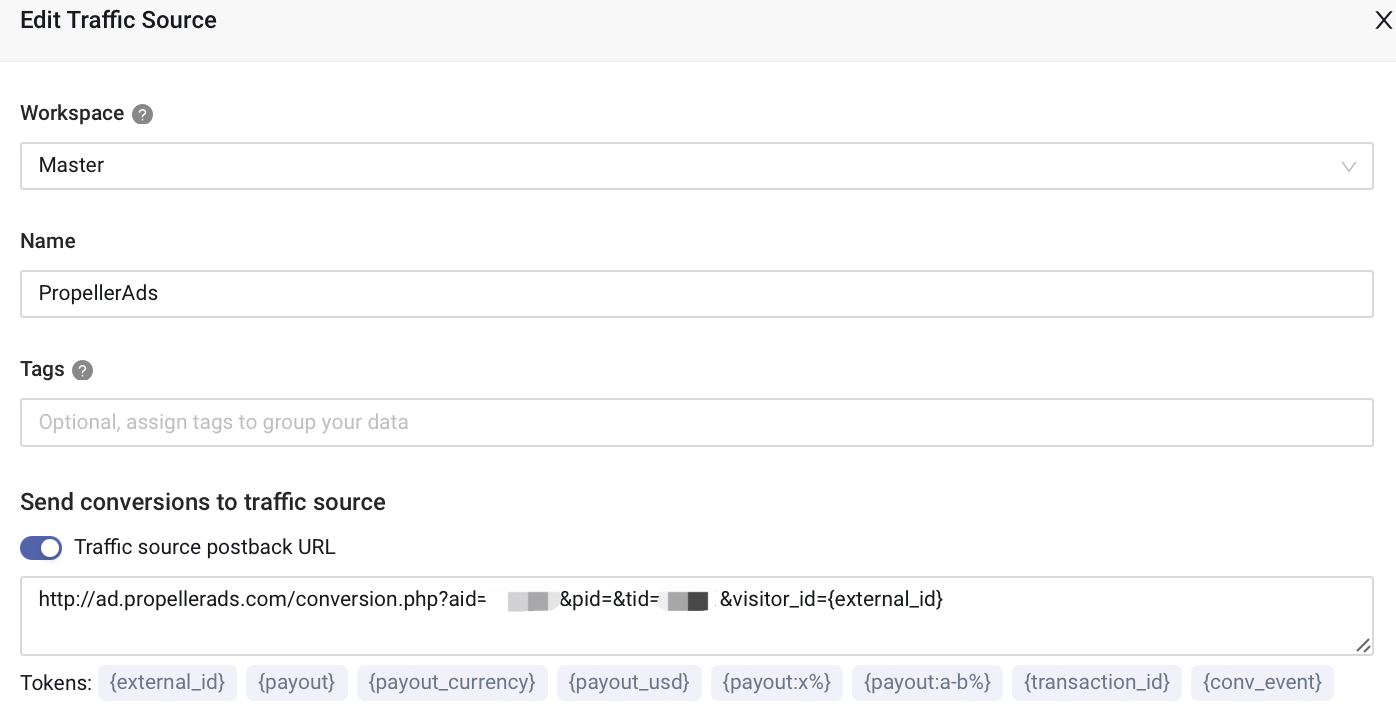 Edit Traffic Source
X
Workspace ?
Master
Name
PropellerAds
Tags ?
Optional, assign tags to group your data
Send conversions to traffic source
Traffic source postback URL
http://ad.propellerads.com/conversion.php?aid= &pid=&tid= &visitor_id={external_id}
Tokens: {external_id} {payout} {payout_currency} {payout_usd} {payout:x%} {payout:a-b%} {transaction_id} {conv_event}